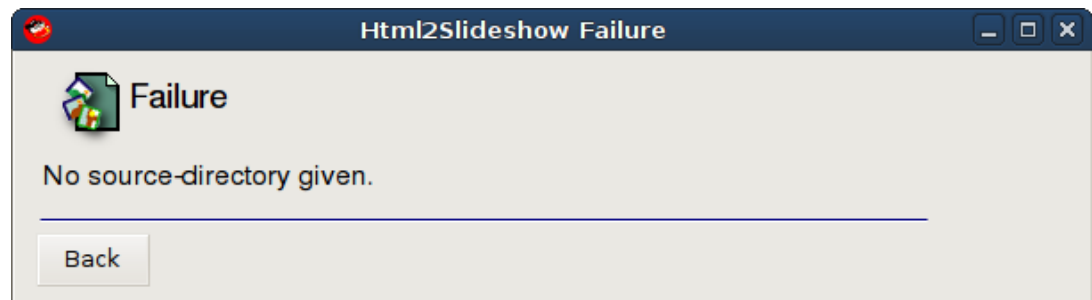 Html2Slideshow Failure
Failure
No source-directory given.
Back